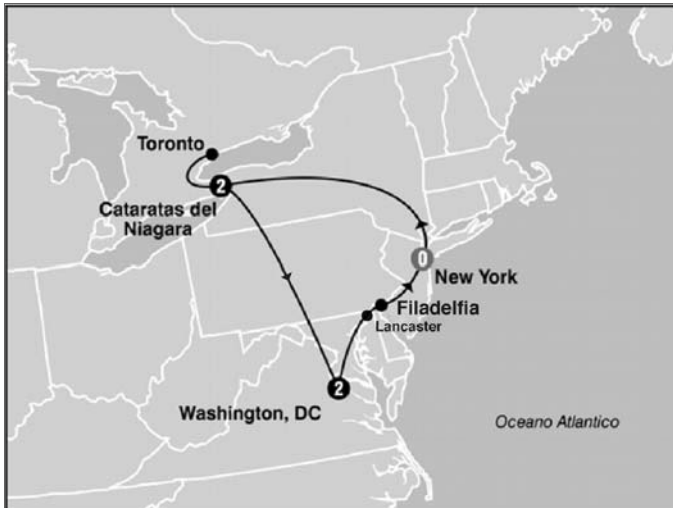 Toronto
2
Cataratas del
Niagara
0
New York
Filadelfia
Lancaster
2
Washington, DC
Oceano Atlantico